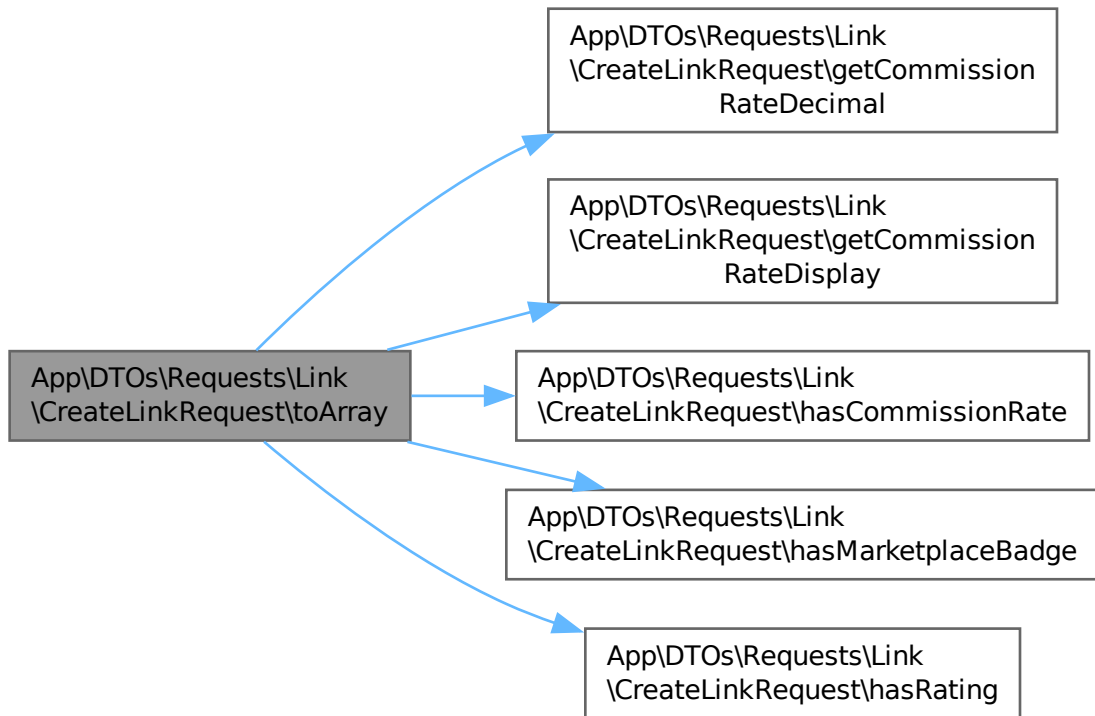 App\DTOs\Requests\Link
\CreateLinkRequest\getCommission
RateDecimal
App\DTOs\Requests\Link
\CreateLinkRequest\getCommission
RateDisplay
App\DTOs\Requests\Link
\CreateLinkRequest\toArray
App\DTOs\Requests\Link
\CreateLinkRequest\hasCommissionRate
App\DTOs\Requests\Link
\CreateLinkRequest\hasMarketplaceBadge
App\DTOs\Requests\Link
\CreateLinkRequest\hasRating